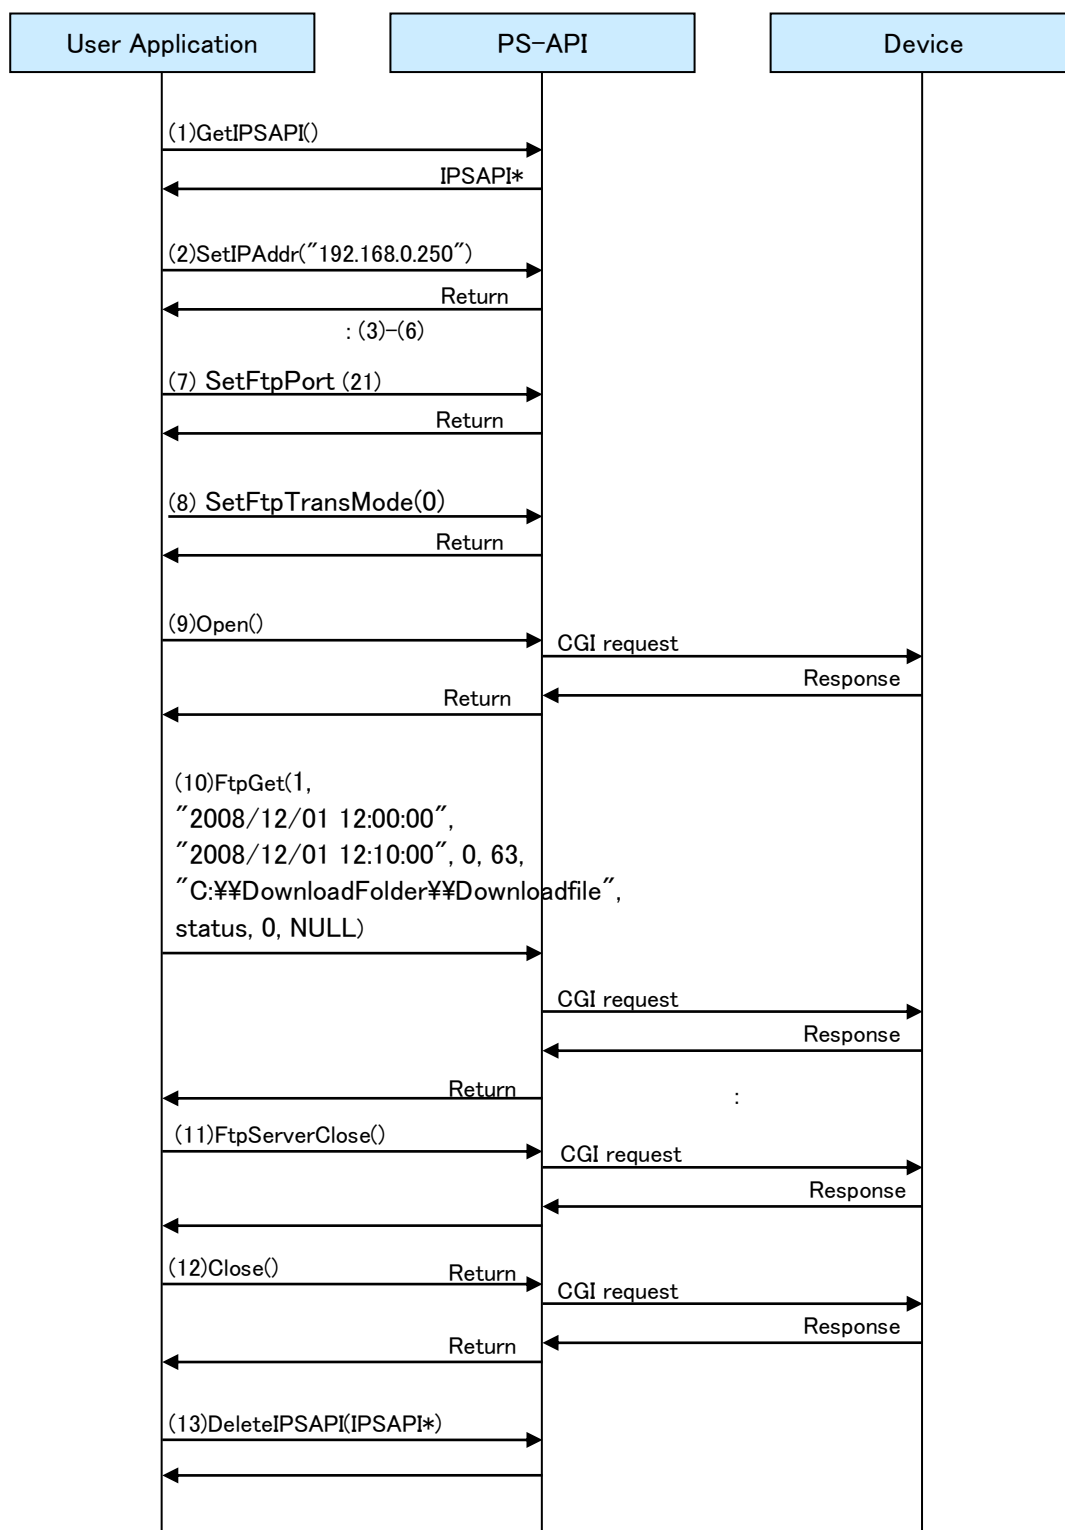 User Application
PS-API
Device
(1)GetIPSAPI()
IPSAPI*
(2)SetIPAddr("192.168.0.250")
Return
: (3)-(6)
(7) SetFtpPort (21)
Return
(8) SetFtpTransMode(0)
Return
(9)Open()
CGI request
Response
Return
(10)FtpGet(1,
"2008/12/01 12:00:00",
"2008/12/01 12:10:00", 0, 63,
"C:¥¥DownloadFolder¥¥Downloadfile",
status, 0, NULL)
CGI request
Response
Return
:
(11)FtpServerClose()
CGI request
Response
(12)Close()
Return
CGI request
Response
Return
(13)DeleteIPSAPI(IPSAPI*)